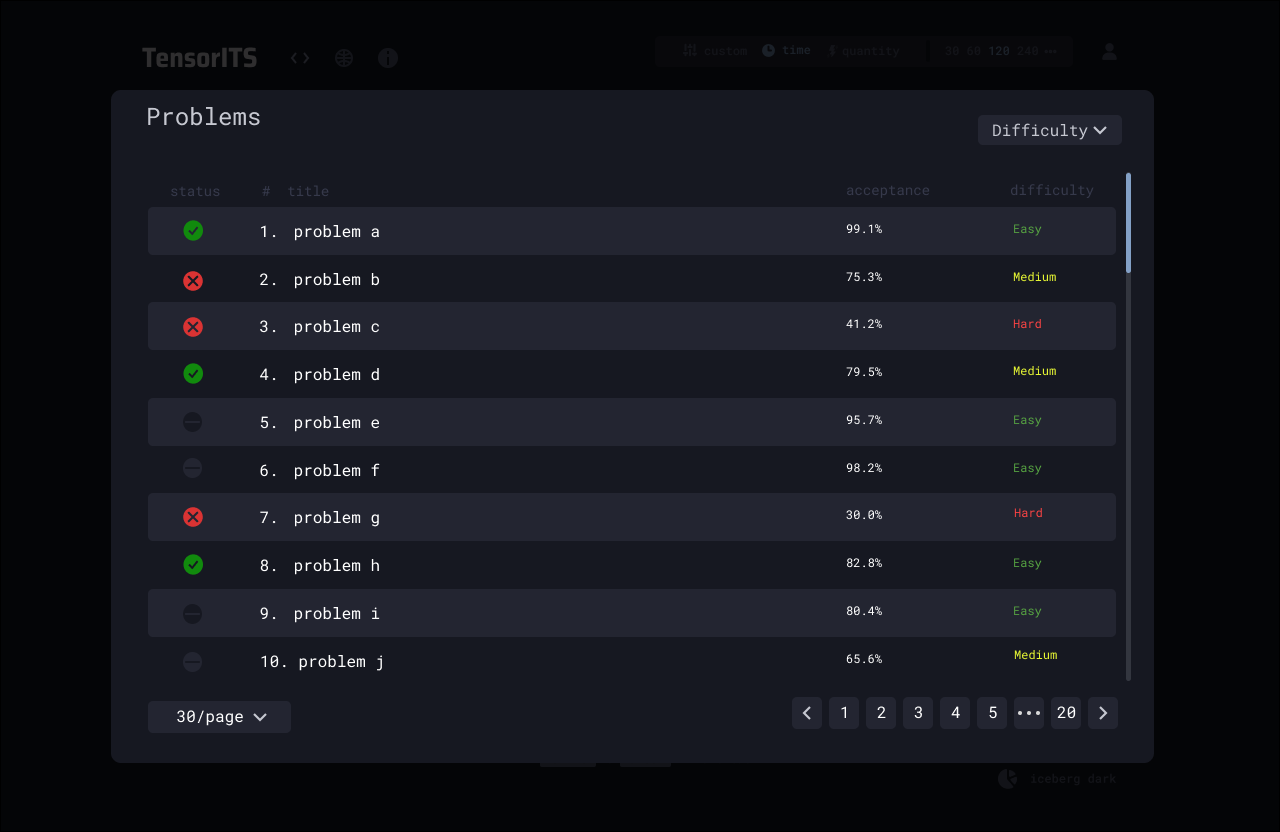 TensorITS custom time quantity 30 60 120 240
Problems
Difficulty
status # title acceptance difficulty
1. problem a 99.1% Easy
2. problem b 75.3% Medium
3. problem c 41.2% Hard
4. problem d 79.5% Medium
5. problem e 95.7% Easy
6. problem f 98.2% Easy
7. problem g 30.0% Hard
8. problem h 82.8% Easy
9. problem i 80.4% Easy
10. problem j 65.6% Medium
30/page 1 2 3 4 5 ••• 20
iceberg dark